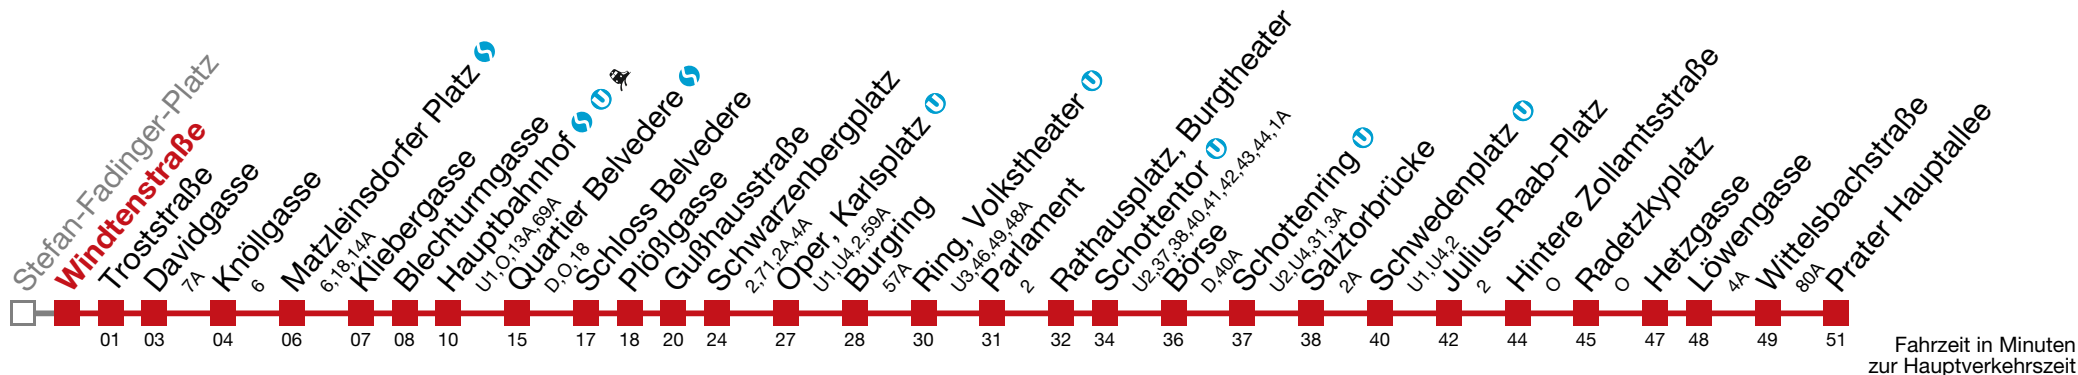 Stefan-Fadinger-Platz
Windtenstraße
Troststraße
Davidgasse
7A
Knöllgasse
6
Matzleinsdorfer Platz S
6,18,14A
Kliebergasse
Blechturmgasse
Hauptbahnhof S U
U1,O,13A,69A
Quartier Belvedere S
D,O,18
Schloss Belvedere
Plößlgasse
Gußhausstraße
Schwarzenbergplatz
2,71,2A,4A
Oper, Karlsplatz U
U1,U4,2,59A
Burgring
57A
Ring, Volkstheater U
U3,46,49,48A
Parlament
2
Rathausplatz, Burgtheater
Schottentor U
U2,37,38,40,41,42,43,44,1A
Börse
D,40A
Schottenring U
U2,U4,31,3A
Salztorbrücke
2A
Schwedenplatz U
U1,U4,2
Julius-Raab-Platz
2
Hintere Zollamtsstraße
O
Radetzkyplatz
O
Hetzgasse
Löwengasse
4A
Wittelsbachstraße
80A
Prater Hauptallee
01 03 04 06 07 08 10 15 17 18 20 24 27 28 30 31 32 34 36 37 38 40 42 44 45 47 48 49 51
Fahrzeit in Minuten
zur Hauptverkehrszeit